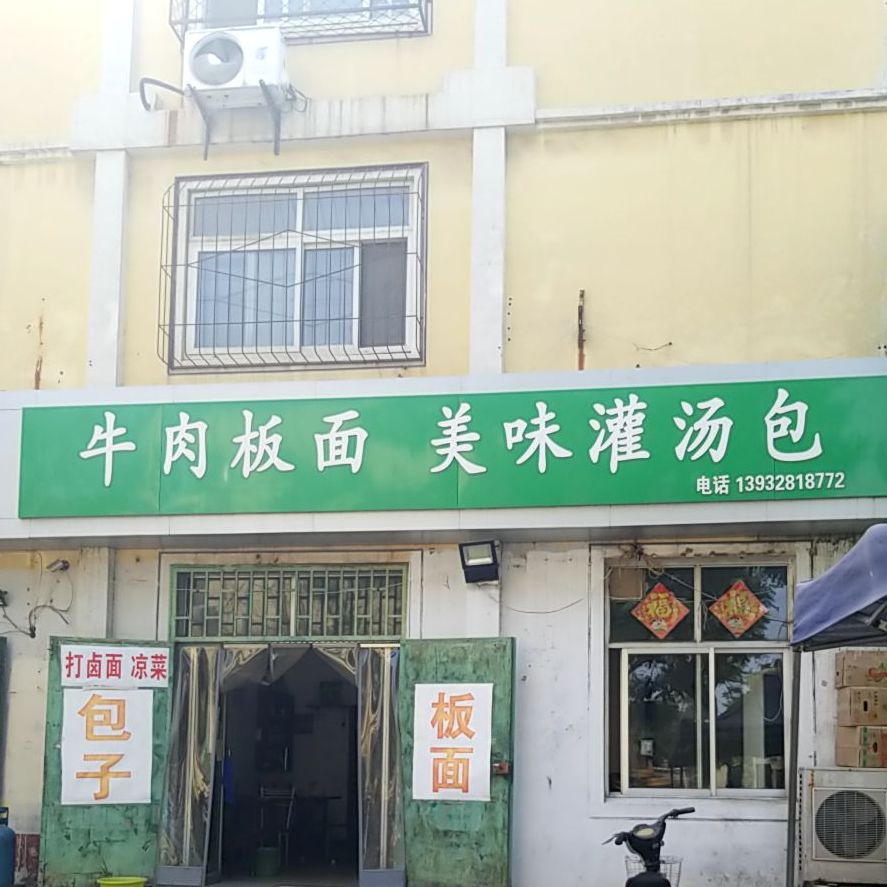 牛肉板面 美味灌汤包
电话 13932818772
打卤面 凉菜
包子
板面
福